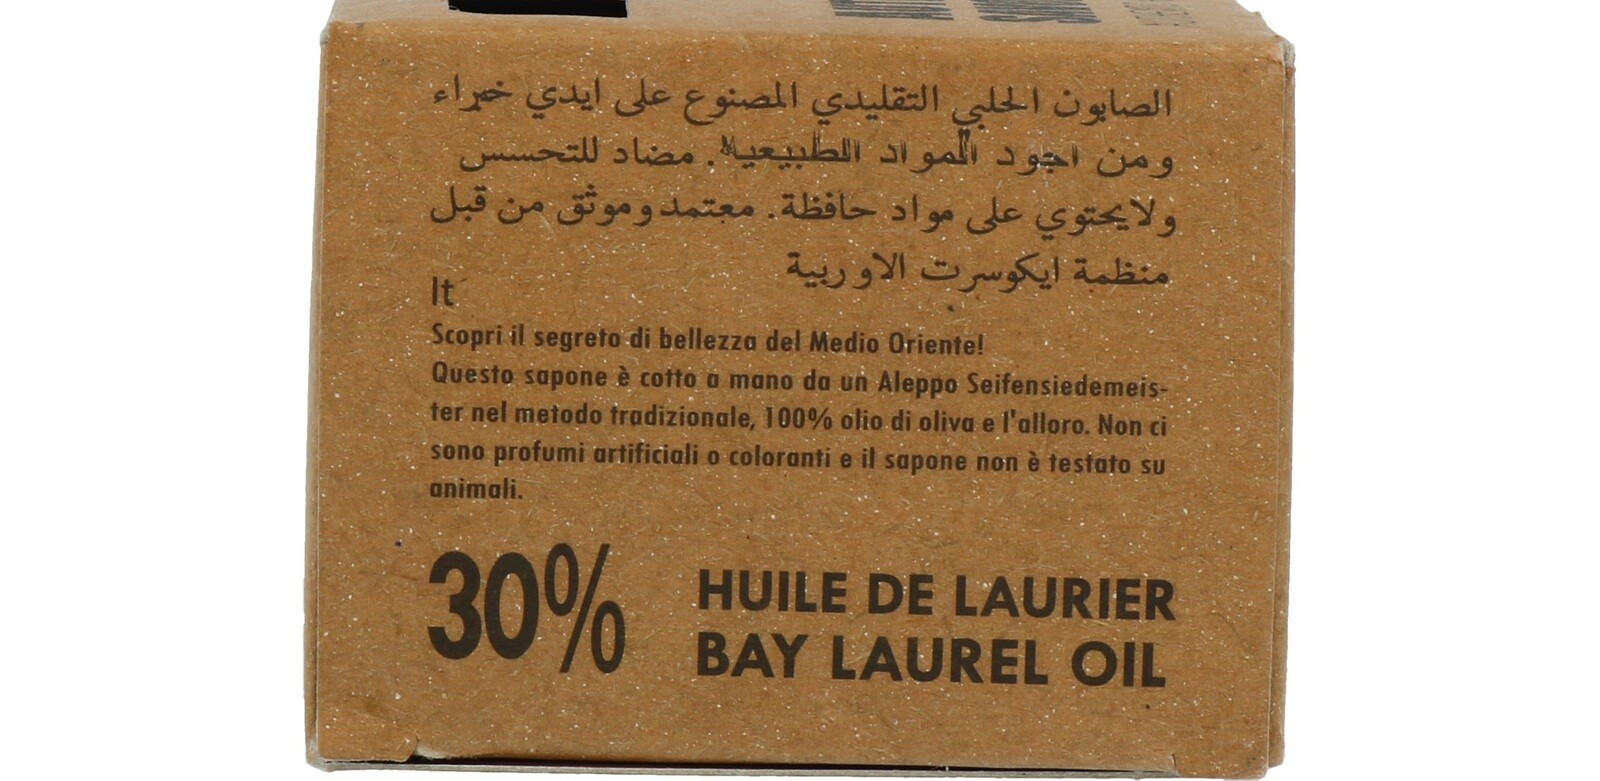 الصابون الحلبي التقليدي المصنوع على ايدي خبراء
ومن اجود المواد الطبيعية. مضاد للتحسس
ولايحتوي على مواد حافظة. معتمد وموثق من قبل
منظمة ايكوسرت الاوربية
It
Scopri il segreto di bellezza del Medio Oriente!
Questo sapone è cotto a mano da un Aleppo Seifensiedemeis-
ter nel metodo tradizionale, 100% olio di oliva e l'alloro. Non ci
sono profumi artificiali o coloranti e il sapone non è testato su
animali.
30%
HUILE DE LAURIER
BAY LAUREL OIL